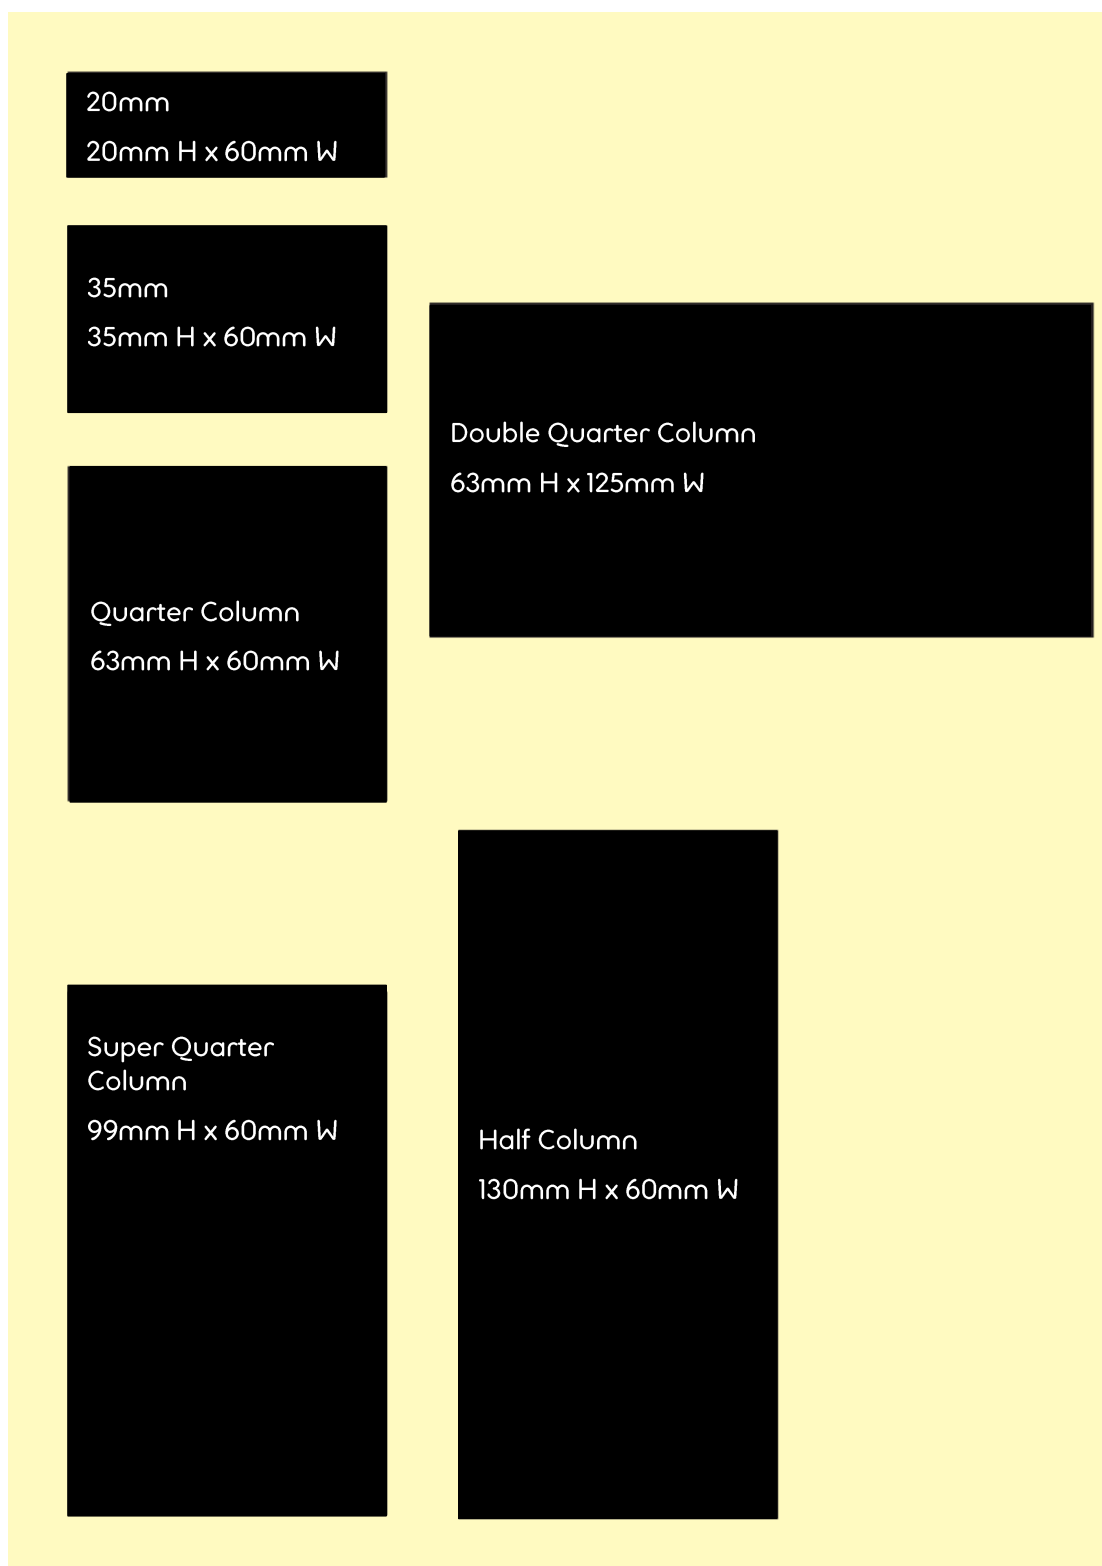 20mm
20mm H x 60mm W
35mm
35mm H x 60mm W
Double Quarter Column
63mm H x 125mm W
Quarter Column
63mm H x 60mm W
Super Quarter
Column
99mm H x 60mm W
Half Column
130mm H x 60mm W